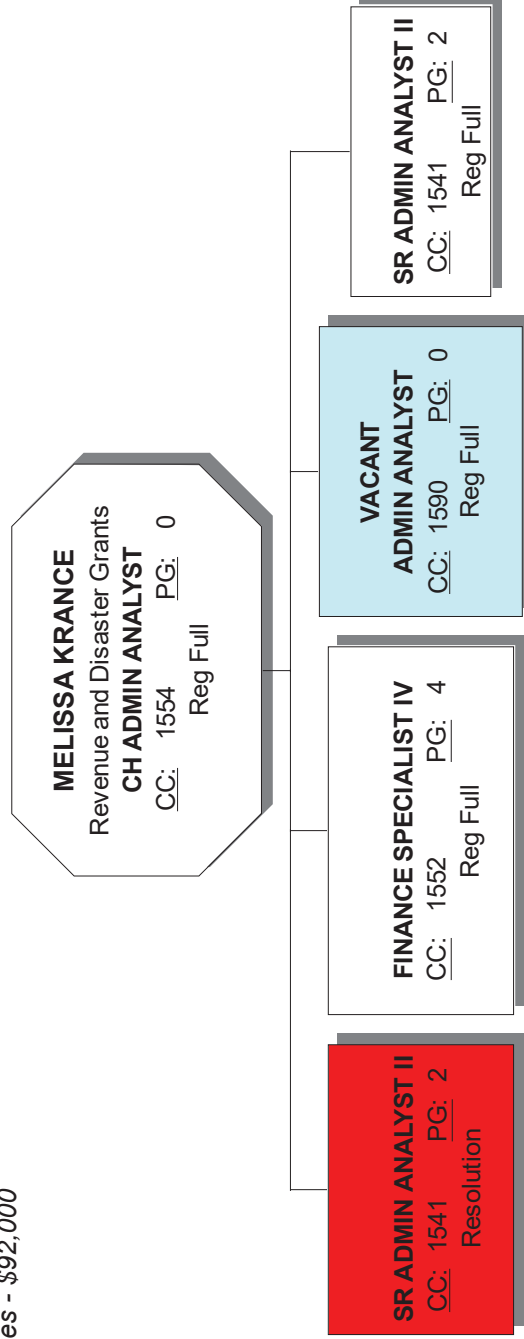 es - $92,000
MELISSA KRANCE
Revenue and Disaster Grants
CH ADMIN ANALYST
CC: 1554 PG: 0
Reg Full
SR ADMIN ANALYST II
CC: 1541 PG: 2
Resolution
FINANCE SPECIALIST IV
CC: 1552 PG: 4
Reg Full
VACANT
ADMIN ANALYST
CC: 1590 PG: 0
Reg Full
SR ADMIN ANALYST II
CC: 1541 PG: 2
Reg Full